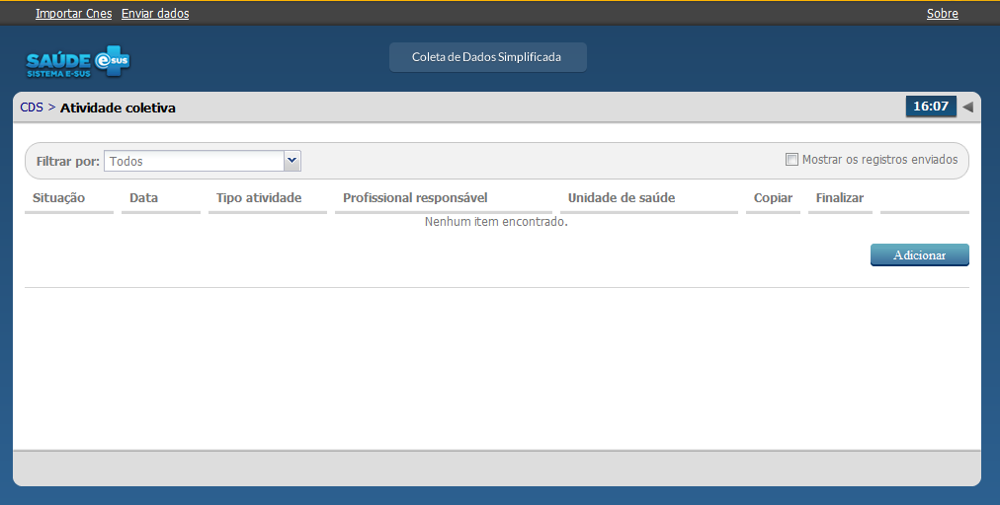 Importar Cnes Enviar dados Sobre
SAÚDE e SUS
SISTEMA E-SUS
Coleta de Dados Simplificada
CDS > Atividade coletiva 16:07
Filtrar por: Todos Mostrar os registros enviados
Situação Data Tipo atividade Profissional responsável Unidade de saúde Copiar Finalizar
Nenhum item encontrado.
Adicionar